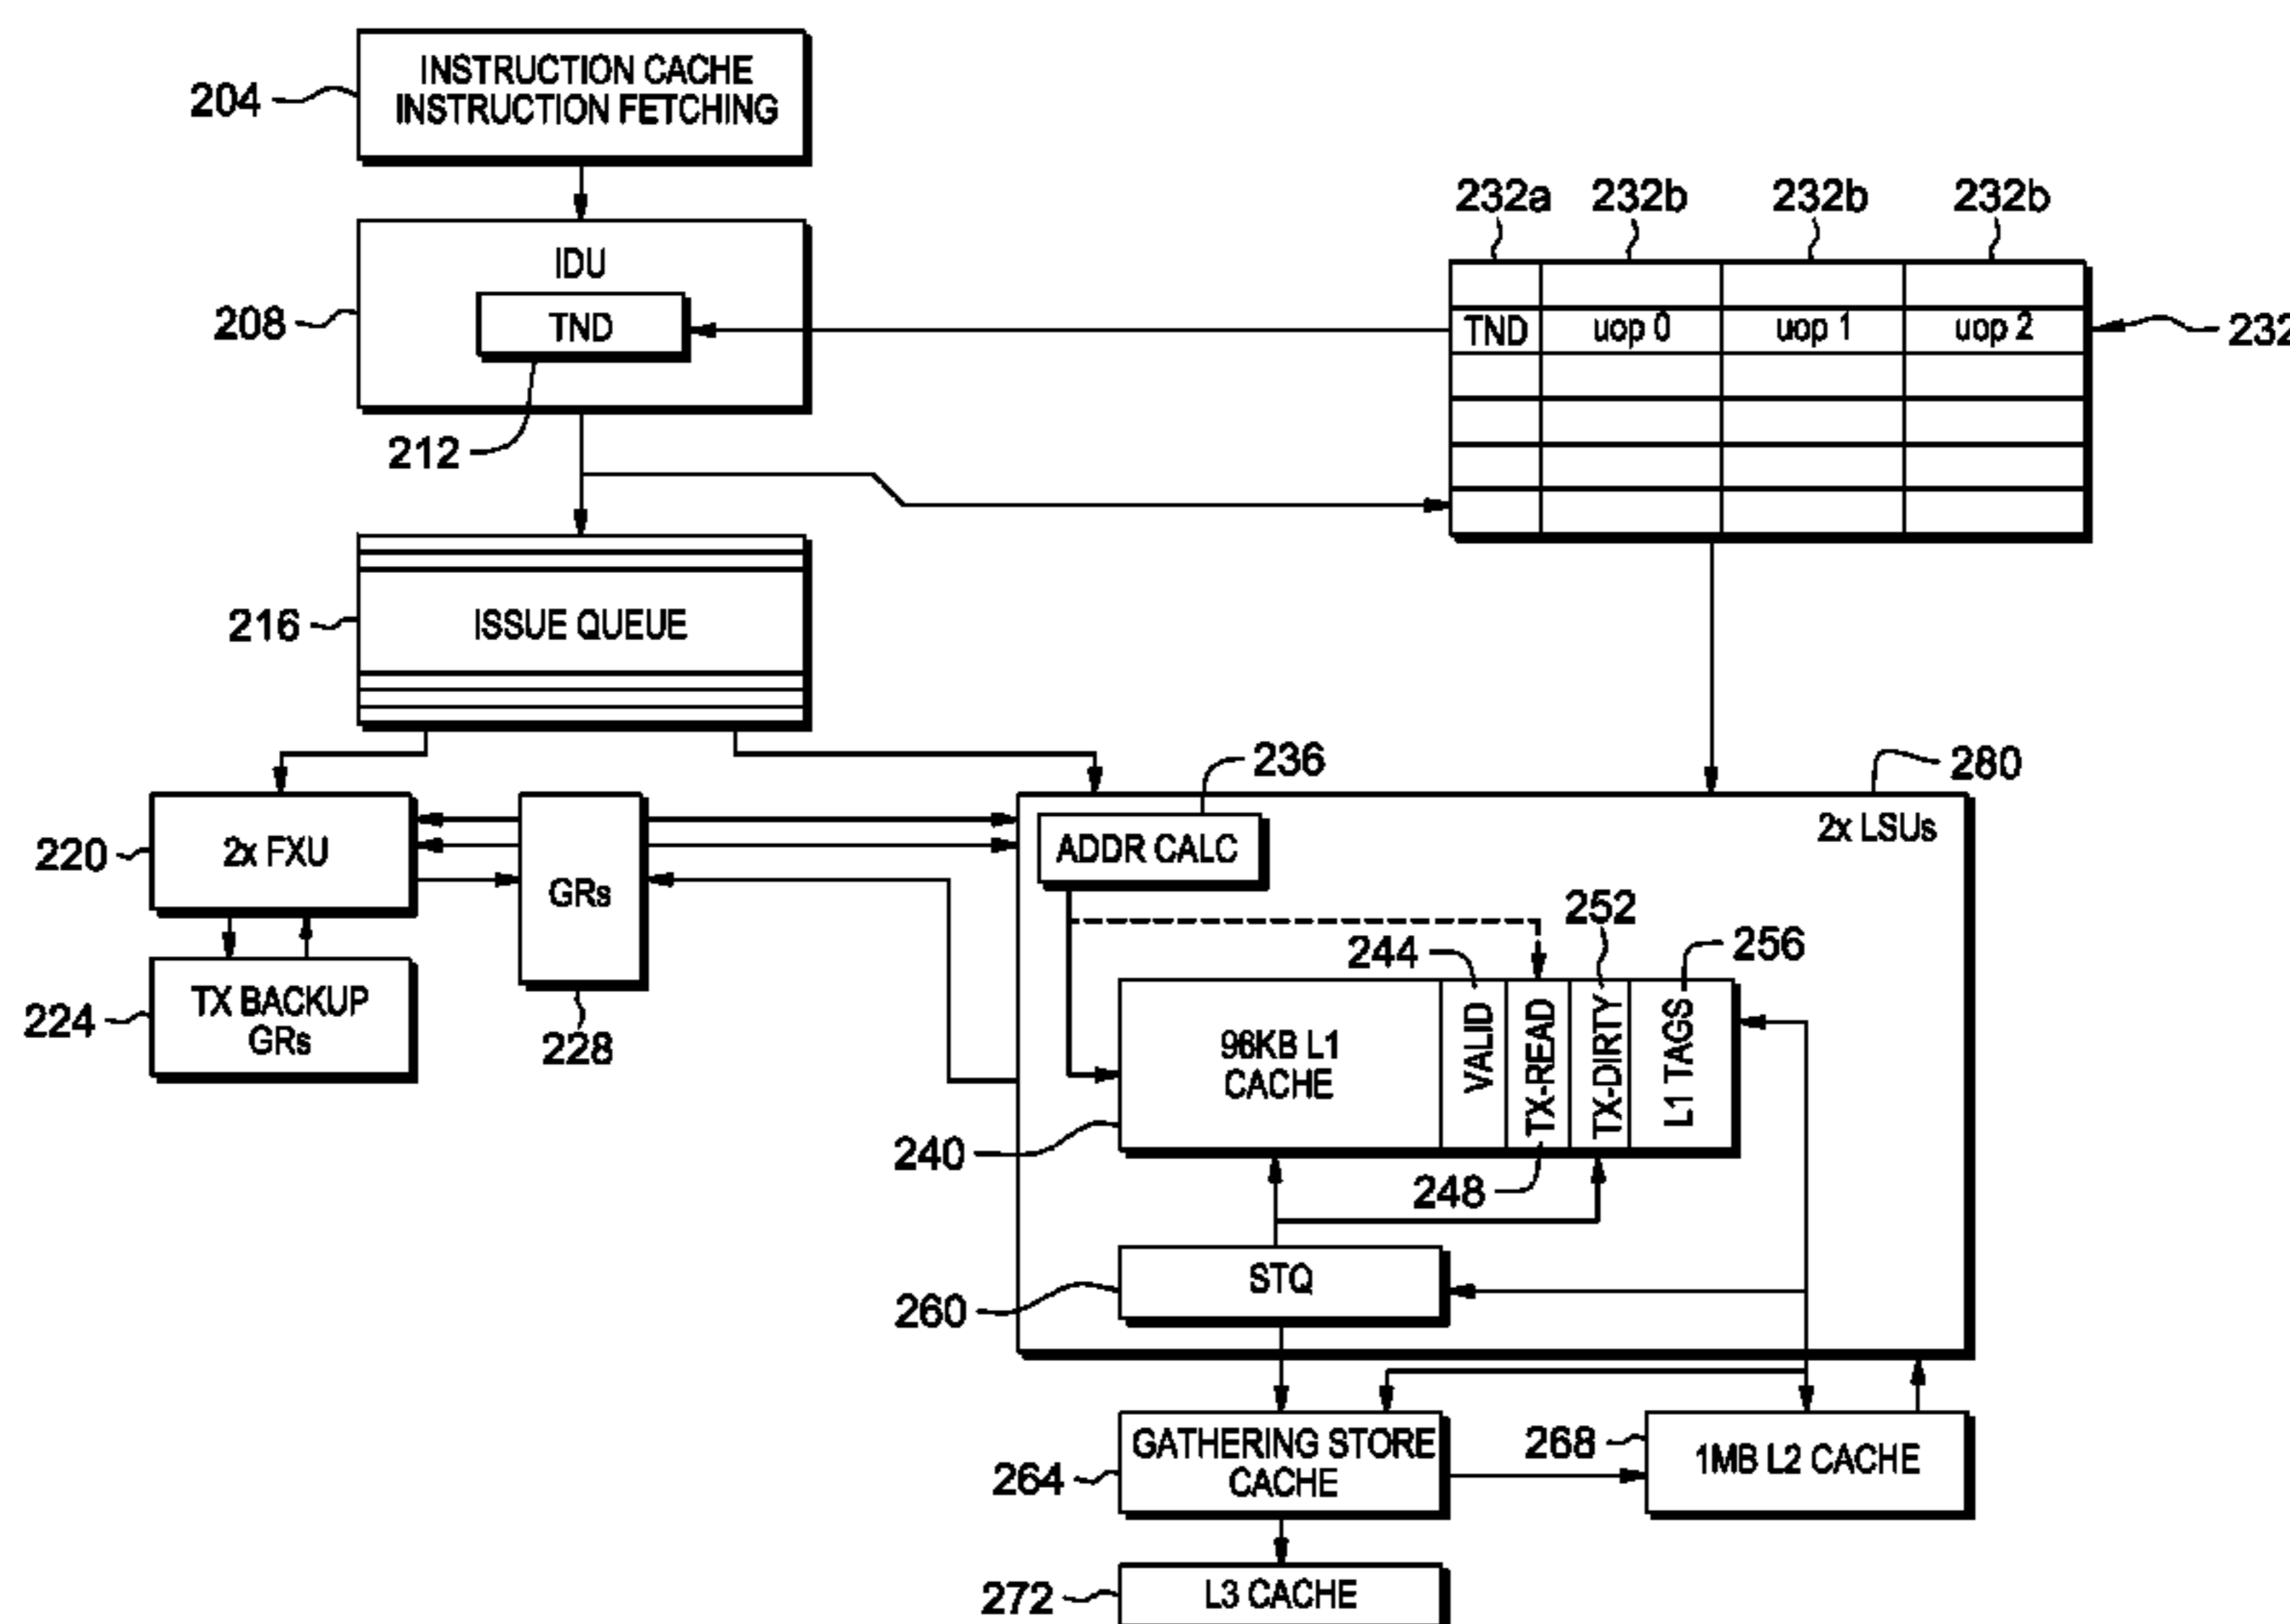 INSTRUCTION CACHE
INSTRUCTION FETCHING
204
IDU
TND
208
212
232a 232b 232b 232b
TND uop 0 uop 1 uop 2
232
ISSUE QUEUE
216
236
280
2x FXU
220
GRs
228
ADDR CALC
2x LSUs
TX BACKUP
GRs
224
244
252
256
96KB L1
CACHE
VALID
TX-READ
TX-DIRTY
L1 TAGS
240
248
STQ
260
GATHERING STORE
CACHE
264
268
1MB L2 CACHE
272
L3 CACHE